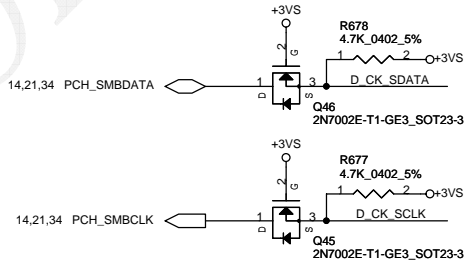 +3VS
R678
4.7K_0402_5%
2
G
1
2
+3VS
14,21,34 PCH_SMBDATA
1
3
D_CK_SDATA
D
S
Q46
2N7002E-T1-GE3_SOT23-3
+3VS
R677
4.7K_0402_5%
2
G
1
2
+3VS
14,21,34 PCH_SMBCLK
1
3
D_CK_SCLK
D
S
Q45
2N7002E-T1-GE3_SOT23-3